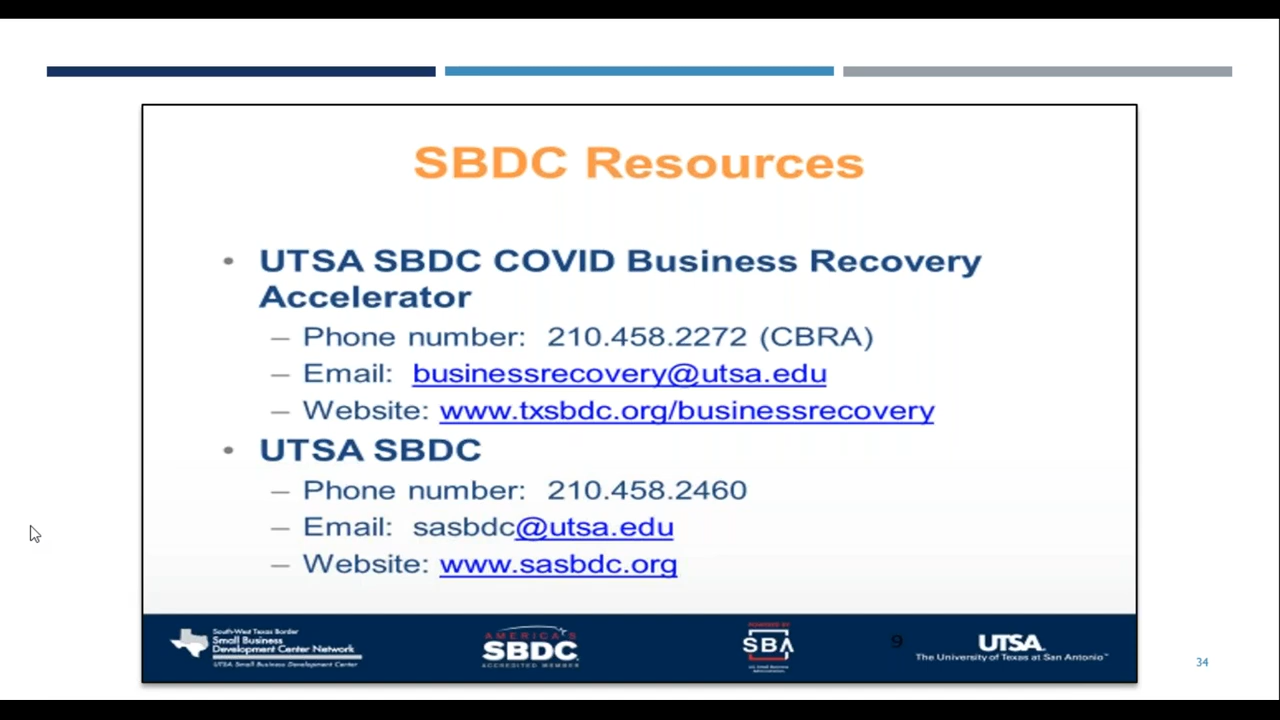 SBDC Resources
• UTSA SBDC COVID Business Recovery
Accelerator
– Phone number: 210.458.2272 (CBRA)
– Email: businessrecovery@utsa.edu
– Website: www.txsbdc.org/businessrecovery
• UTSA SBDC
– Phone number: 210.458.2460
– Email: sasbdc@utsa.edu
– Website: www.sasbdc.org
South-West Texas Border
Small Business
Development Center Network
UTSA Small Business Development Center
AMERICA'S
SBDC
ACCREDITED MEMBER
POWERED BY
SBA
U.S. Small Business
Administration
9
UTSA
The University of Texas at San Antonio™
34